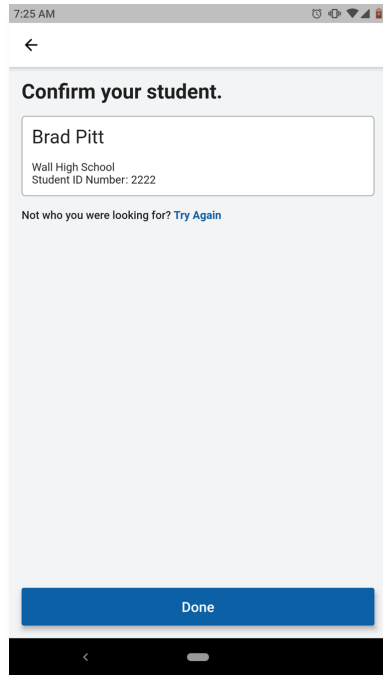 7:25 AM
Confirm your student.
Brad Pitt
Wall High School
Student ID Number: 2222
Not who you were looking for? Try Again
Done